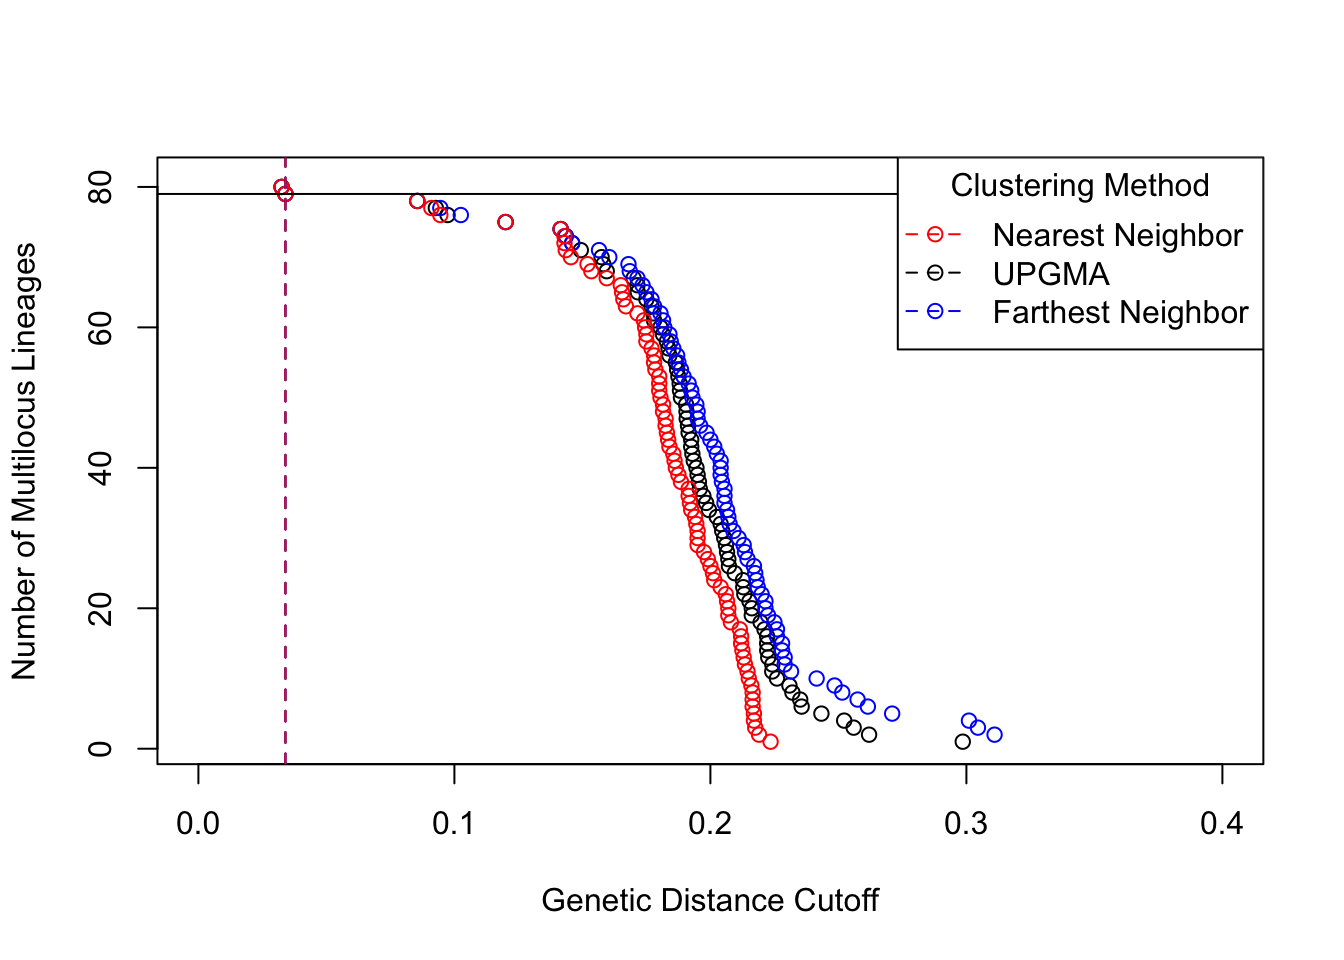 Clustering Method
Nearest Neighbor
UPGMA
Farthest Neighbor
Number of Multilocus Lineages
80
60
40
20
0
0.0 0.1 0.2 0.3 0.4
Genetic Distance Cutoff